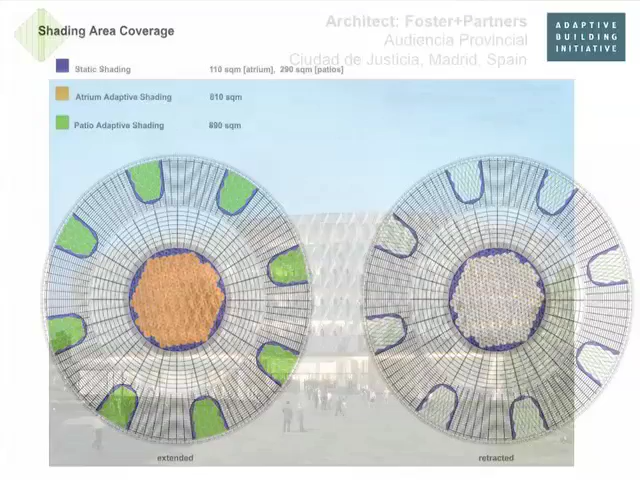 Shading Area Coverage
Architect: Foster+Partners
Audiencia Provincial
Ciudad de Justicia, Madrid, Spain
ADAPTIVE
BUILDING
INITIATIVE
Static Shading 110 sqm [atrium], 290 sqm [patios]
Atrium Adaptive Shading 610 sqm
Patio Adaptive Shading 890 sqm
extended
retracted